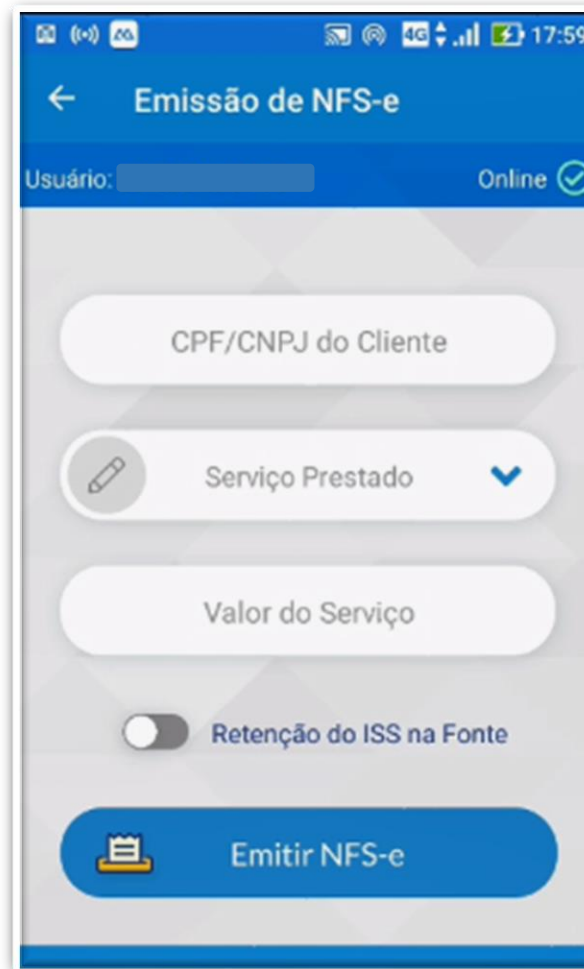 4G 17:59
Emissão de NFS-e
Usuário: Online
CPF/CNPJ do Cliente
Serviço Prestado
Valor do Serviço
Retenção do ISS na Fonte
Emitir NFS-e